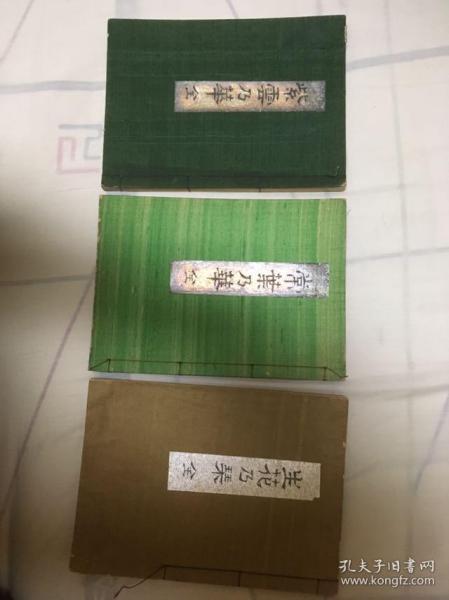 紫雲乃華 全
常葉乃華 全
花乃栞 全
孔夫子旧书网
www.kongfz.com